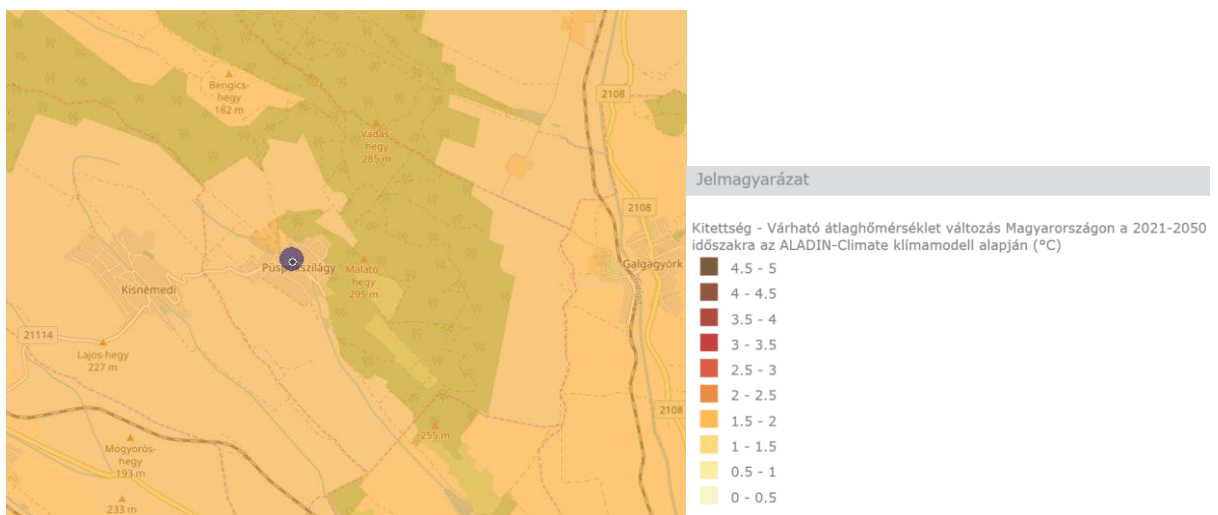 Bengics-
hegy
182 m
2108
Vadas-
hegy
285 m
2108
Püspökszilágy
Malató
hegy
295 m
Galgagyörk
Kisnémedi
21114
Lajos-hegy
227 m
2108
255 m
Mogyorós-
hegy
193 m
233 m
Jelmagyarázat
Kitettség - Várható átlaghőmérséklet változás Magyarországon a 2021-2050
időszakra az ALADIN-Climate klímamodell alapján (°C)
4.5 - 5
4 - 4.5
3.5 - 4
3 - 3.5
2.5 - 3
2 - 2.5
1.5 - 2
1 - 1.5
0.5 - 1
0 - 0.5